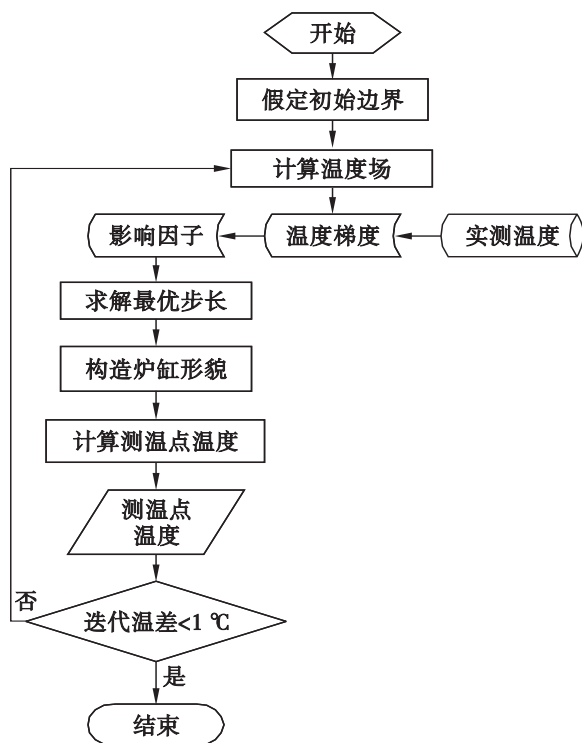 开始
假定初始边界
计算温度场
影响因子
温度梯度
实测温度
求解最优步长
构造炉缸形貌
计算测温点温度
测温点
温度
否
迭代温差<1 ℃
是
结束